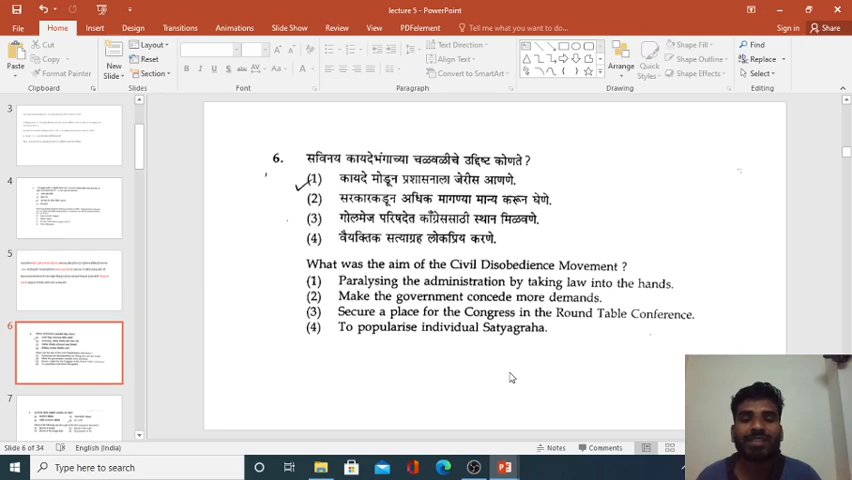 lecture 5 - PowerPoint
File Home Insert Design Transitions Animations Slide Show Review View PDFelement Tell me what you want to do... Sign in Share
Cut
Copy
Format Painter
Paste
Clipboard
New Slide
Layout
Reset
Section
Slides
Font
Paragraph
Text Direction
Align Text
Convert to SmartArt
Arrange
Quick Styles
Shape Fill
Shape Outline
Shape Effects
Drawing
Find
Replace
Select
Editing
3
4
5
6
7
6. सविनय कायदेभंगाच्या चळवळीचे उद्दिष्ट कोणते ?
(1) कायदे मोडून प्रशासनाला जेरीस आणणे.
(2) सरकारकडून अधिक मागण्या मान्य करून घेणे.
(3) गोलमेज परिषदेत काँग्रेससाठी स्थान मिळवणे.
(4) वैयक्तिक सत्याग्रह लोकप्रिय करणे.
What was the aim of the Civil Disobedience Movement ?
(1) Paralysing the administration by taking law into the hands.
(2) Make the government concede more demands.
(3) Secure a place for the Congress in the Round Table Conference.
(4) To popularise individual Satyagraha.
Slide 6 of 34 English (India) Notes Comments
Type here to search